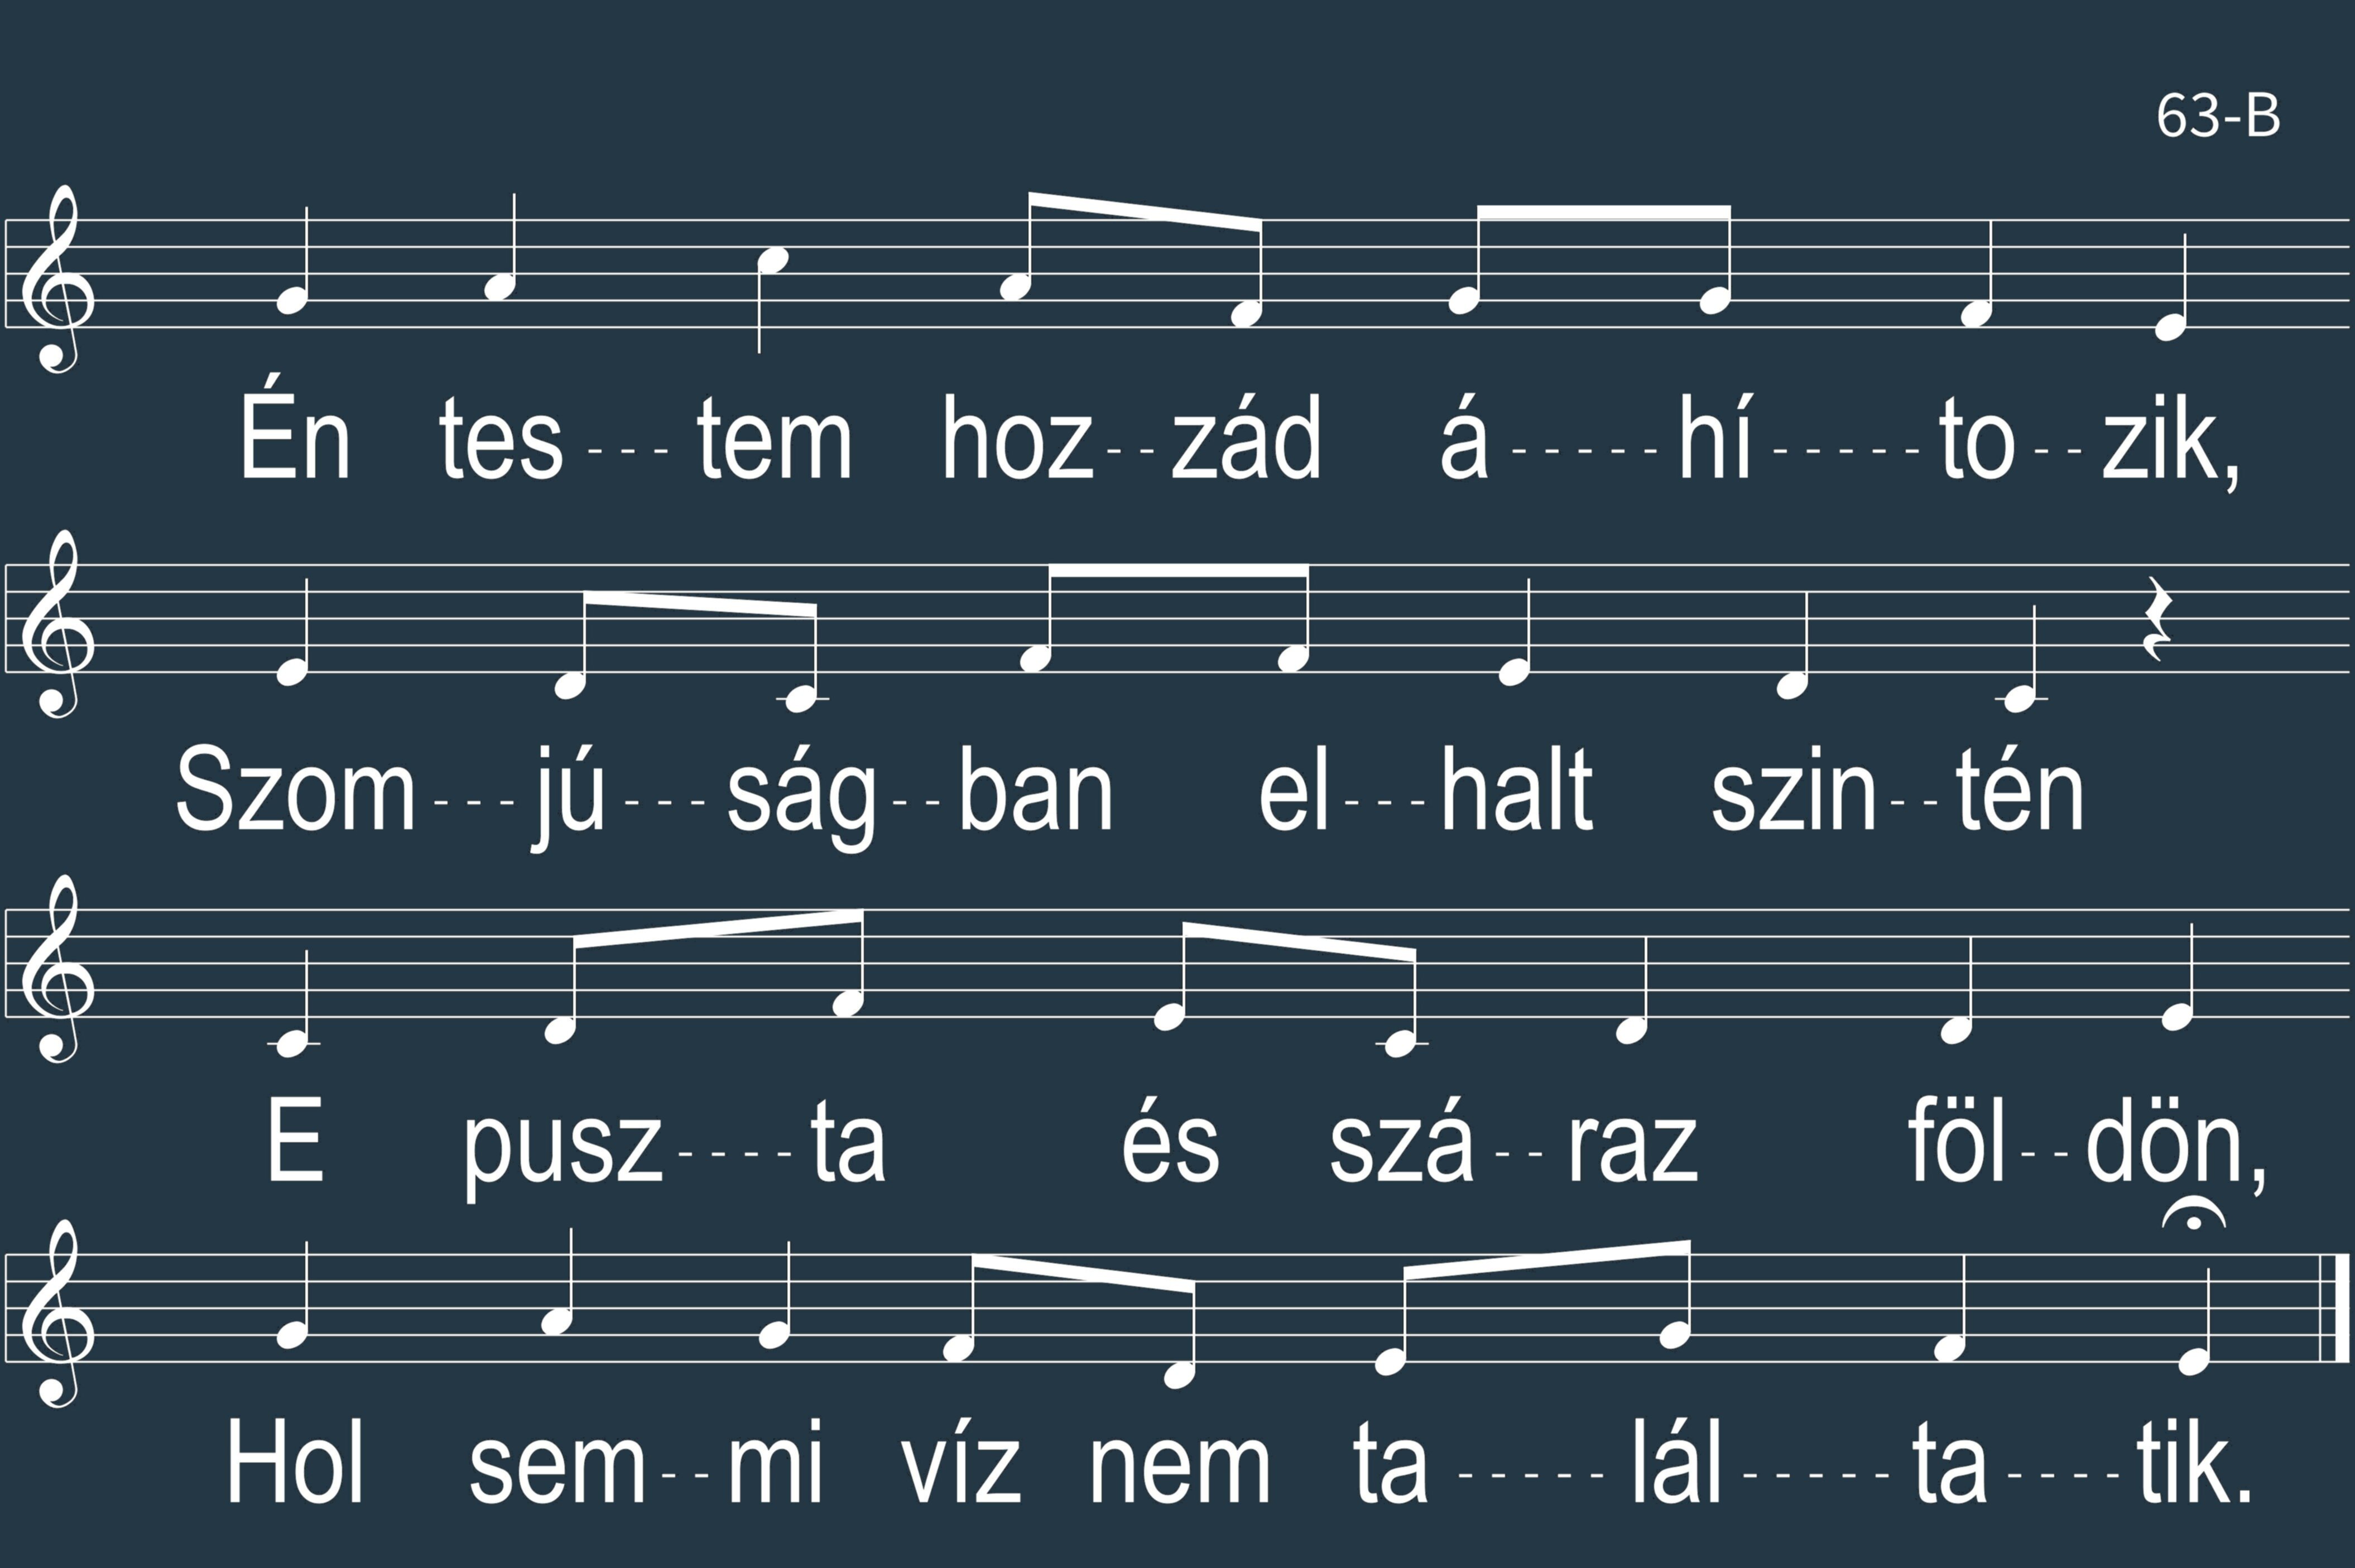 63-B
Én tes---tem hoz--zád á-----hí-----to--zik,
Szom---jú---ság--ban el---halt szin--tén
E pusz----ta és szá--raz föl--dön,
Hol sem--mi víz nem ta-----lál-----ta----tik.